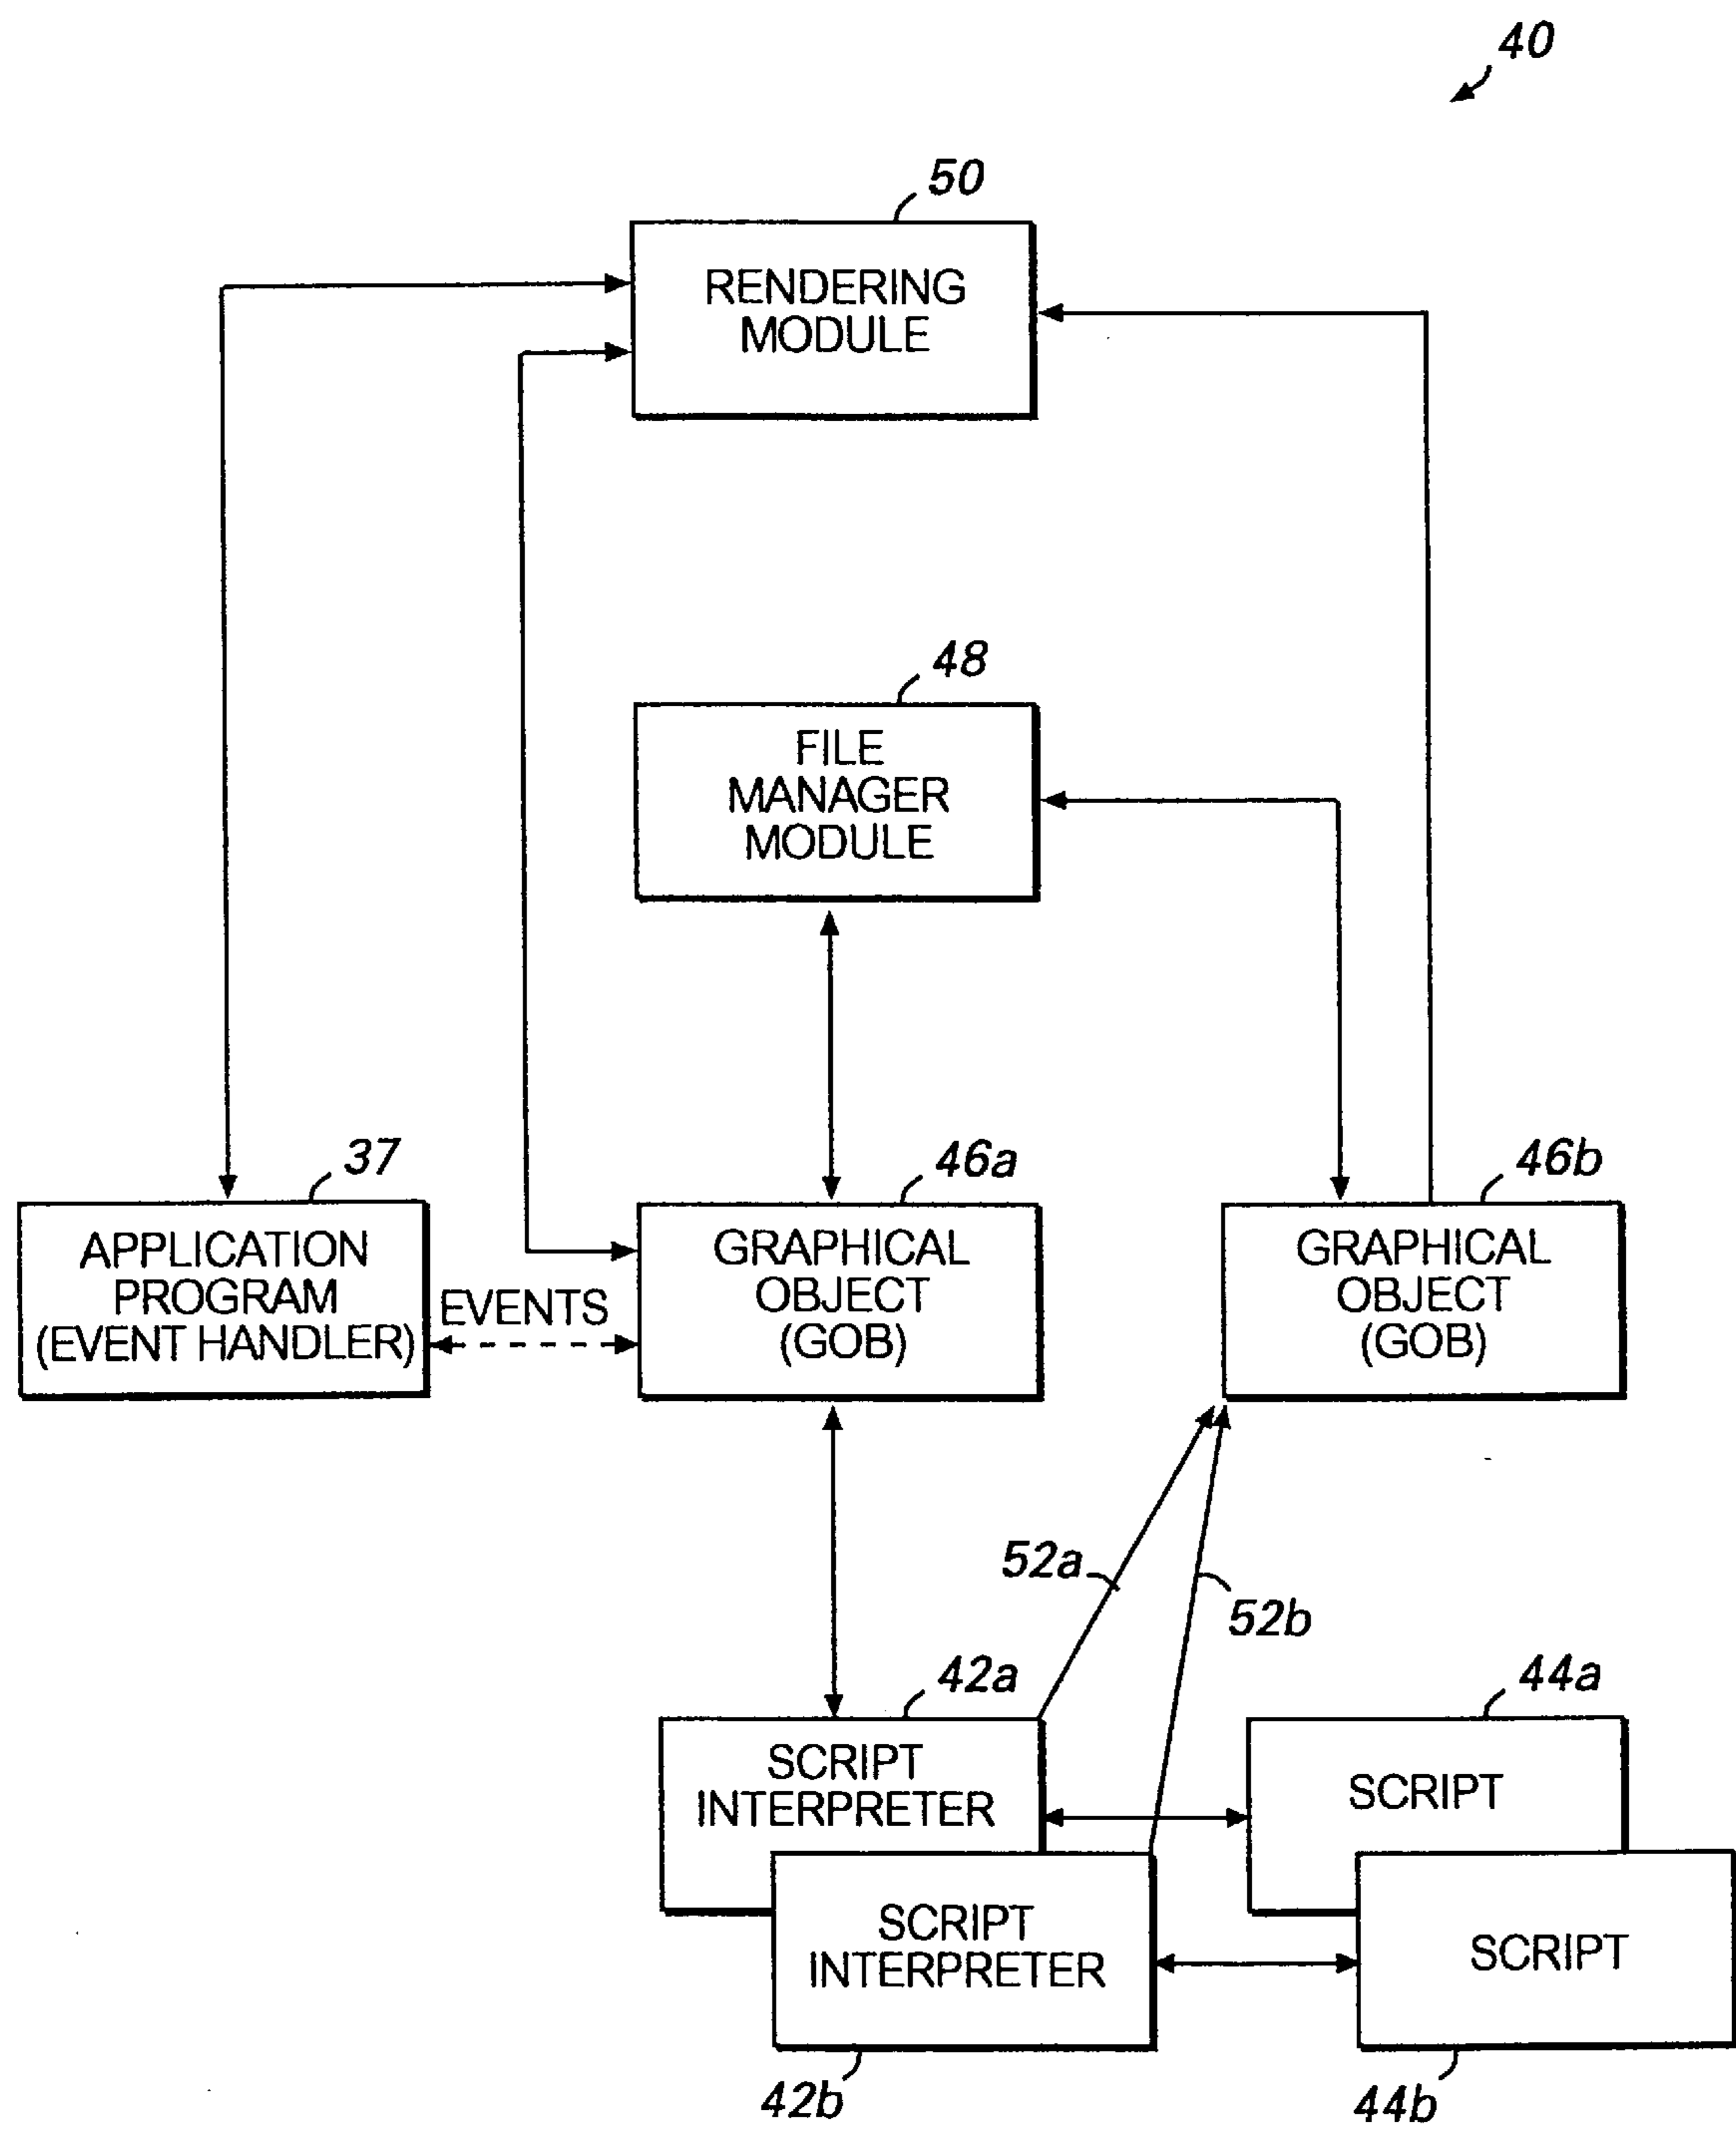 40
50
RENDERING
MODULE
48
FILE
MANAGER
MODULE
37
46a
46b
APPLICATION
PROGRAM
(EVENT HANDLER)
EVENTS
GRAPHICAL
OBJECT
(GOB)
GRAPHICAL
OBJECT
(GOB)
52a
52b
42a
44a
SCRIPT
INTERPRETER
SCRIPT
SCRIPT
INTERPRETER
SCRIPT
42b
44b